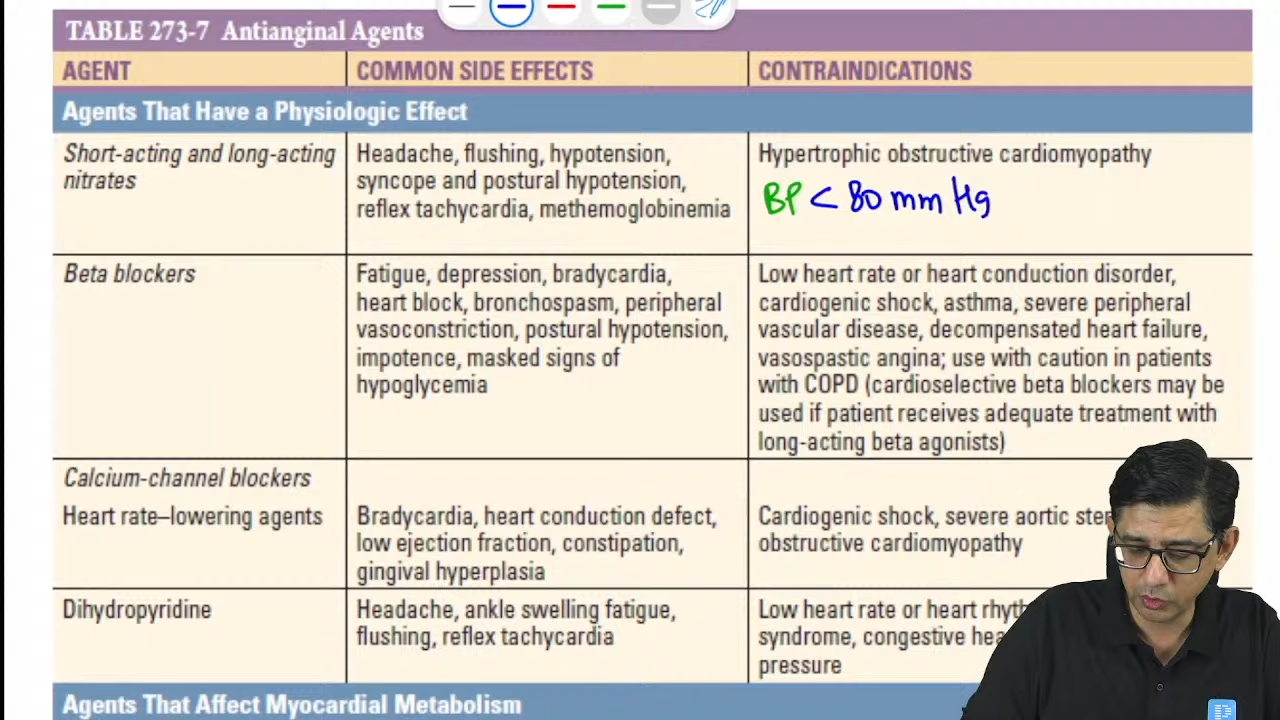 TABLE 273-7 Antianginal Agents
AGENT
COMMON SIDE EFFECTS
CONTRAINDICATIONS
Agents That Have a Physiologic Effect
Short-acting and long-acting
nitrates
Headache, flushing, hypotension,
syncope and postural hypotension,
reflex tachycardia, methemoglobinemia
Hypertrophic obstructive cardiomyopathy
BP < 80 mm Hg
Beta blockers
Fatigue, depression, bradycardia,
heart block, bronchospasm, peripheral
vasoconstriction, postural hypotension,
impotence, masked signs of
hypoglycemia
Low heart rate or heart conduction disorder,
cardiogenic shock, asthma, severe peripheral
vascular disease, decompensated heart failure,
vasospastic angina; use with caution in patients
with COPD (cardioselective beta blockers may be
used if patient receives adequate treatment with
long-acting beta agonists)
Calcium-channel blockers
Heart rate–lowering agents
Bradycardia, heart conduction defect,
low ejection fraction, constipation,
gingival hyperplasia
Cardiogenic shock, severe aortic
obstructive cardiomyopathy
Dihydropyridine
Headache, ankle swelling fatigue,
flushing, reflex tachycardia
Low heart rate or heart
syndrome, congestive
pressure
Agents That Affect Myocardial Metabolism